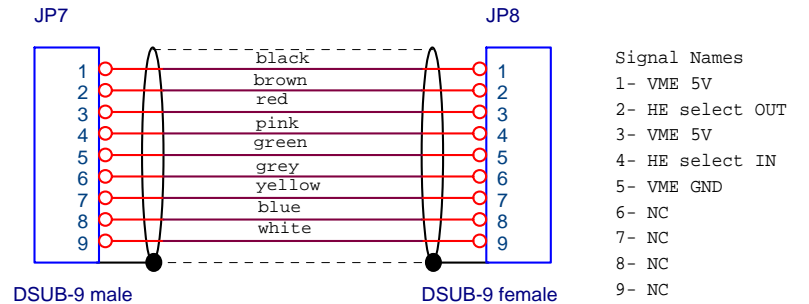 JP7
JP8
1 black 1
2 brown 2
3 red 3
4 pink 4
5 green 5
6 grey 6
7 yellow 7
8 blue 8
9 white 9
DSUB-9 male
DSUB-9 female
Signal Names
1- VME 5V
2- HE select OUT
3- VME 5V
4- HE select IN
5- VME GND
6- NC
7- NC
8- NC
9- NC